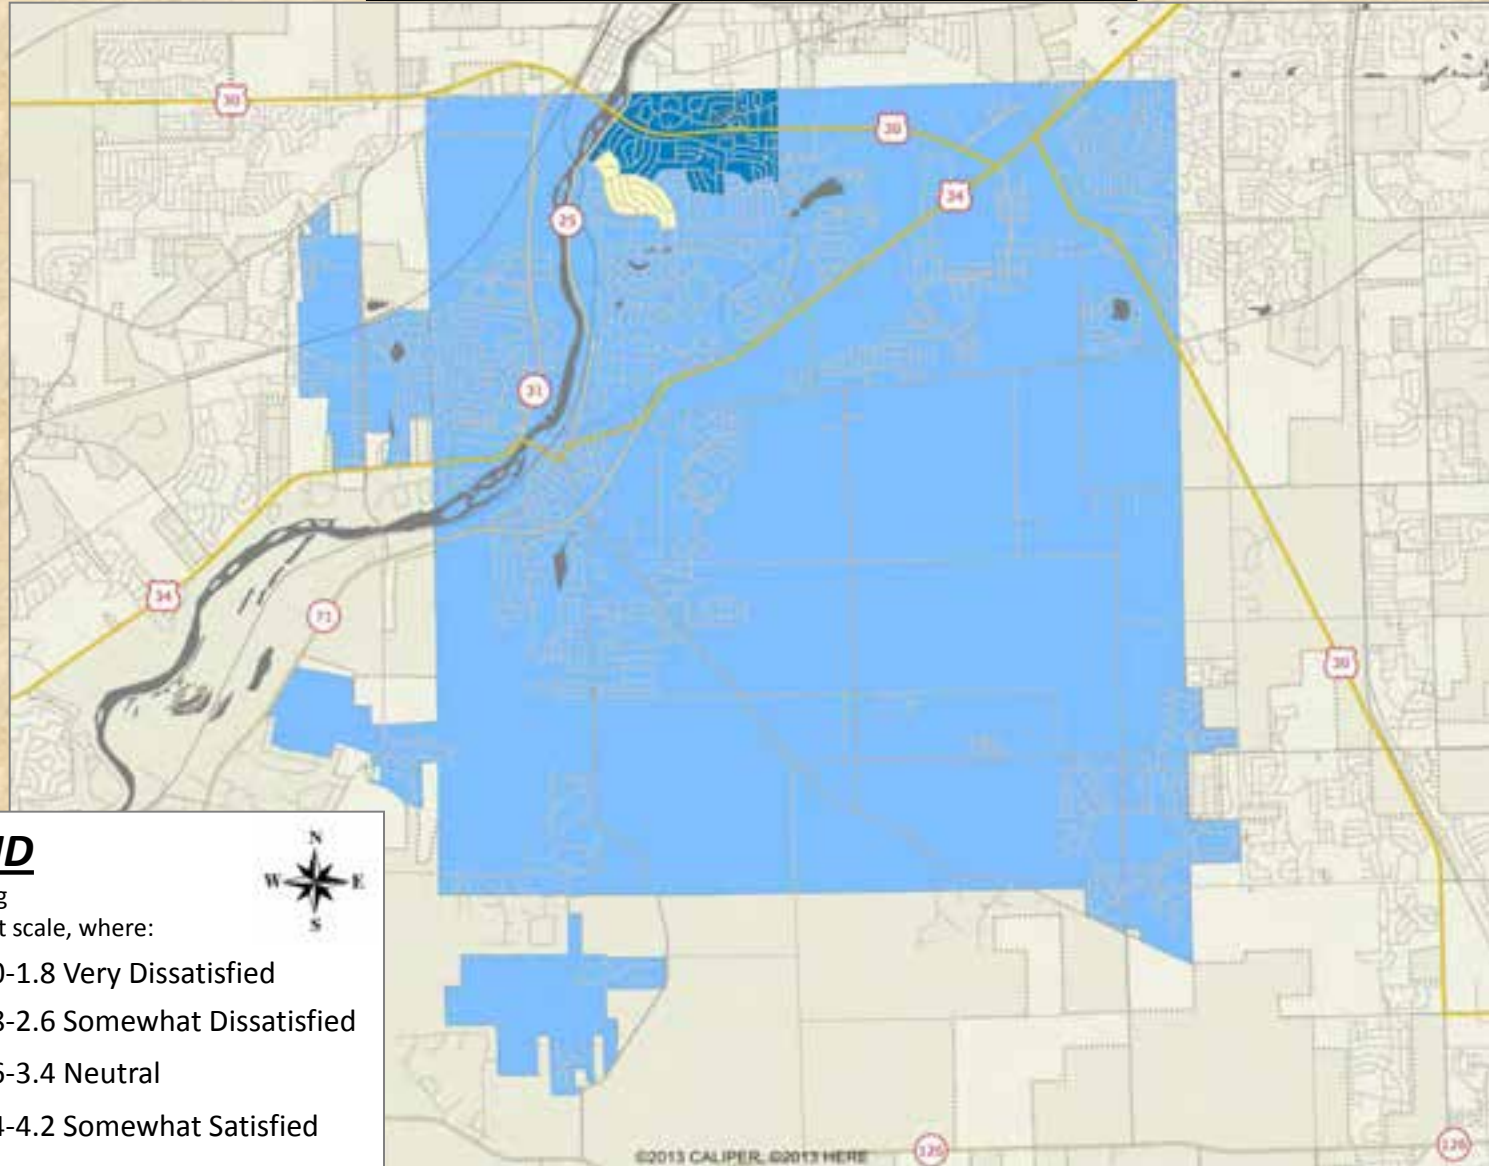 30
30
34
25
31
34
71
30
ND
N
W E
S
g
t scale, where:
0-1.8 Very Dissatisfied
8-2.6 Somewhat Dissatisfied
6-3.4 Neutral
4-4.2 Somewhat Satisfied
©2013 CALIPER, ©2013 HERE
126
126